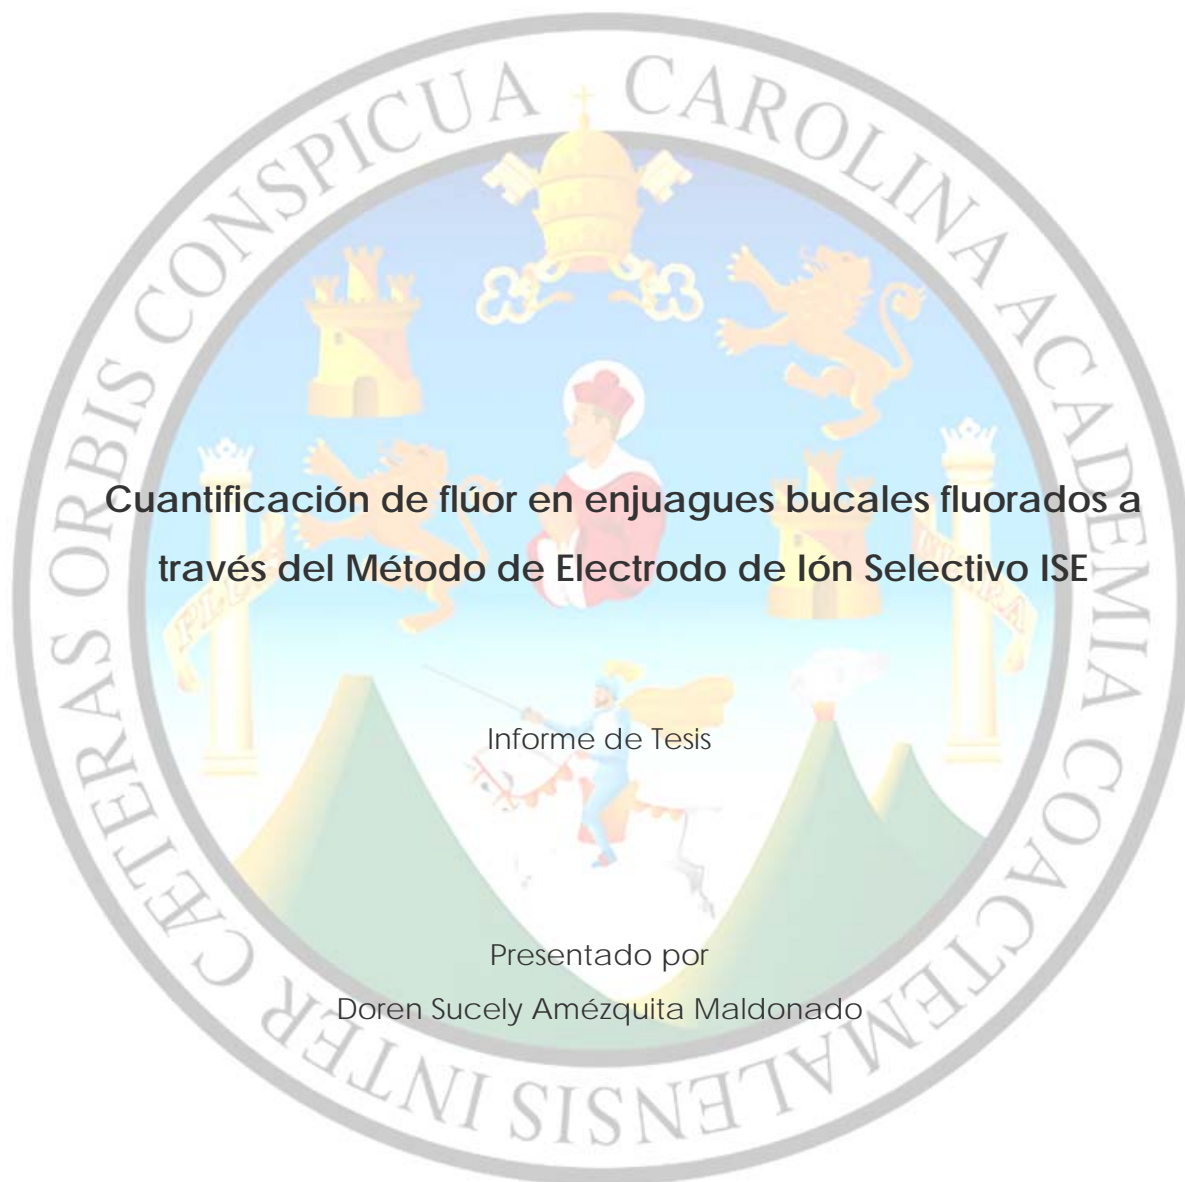 CAROLINA ACADEMIA COACTEMALENSIS INTER CÆTERAS ORBIS CONSPICUA
Cuantificación de flúor en enjuagues bucales fluorados a
través del Método de Electrodo de Ión Selectivo ISE
Informe de Tesis
Presentado por
Doren Sucely Amézquita Maldonado